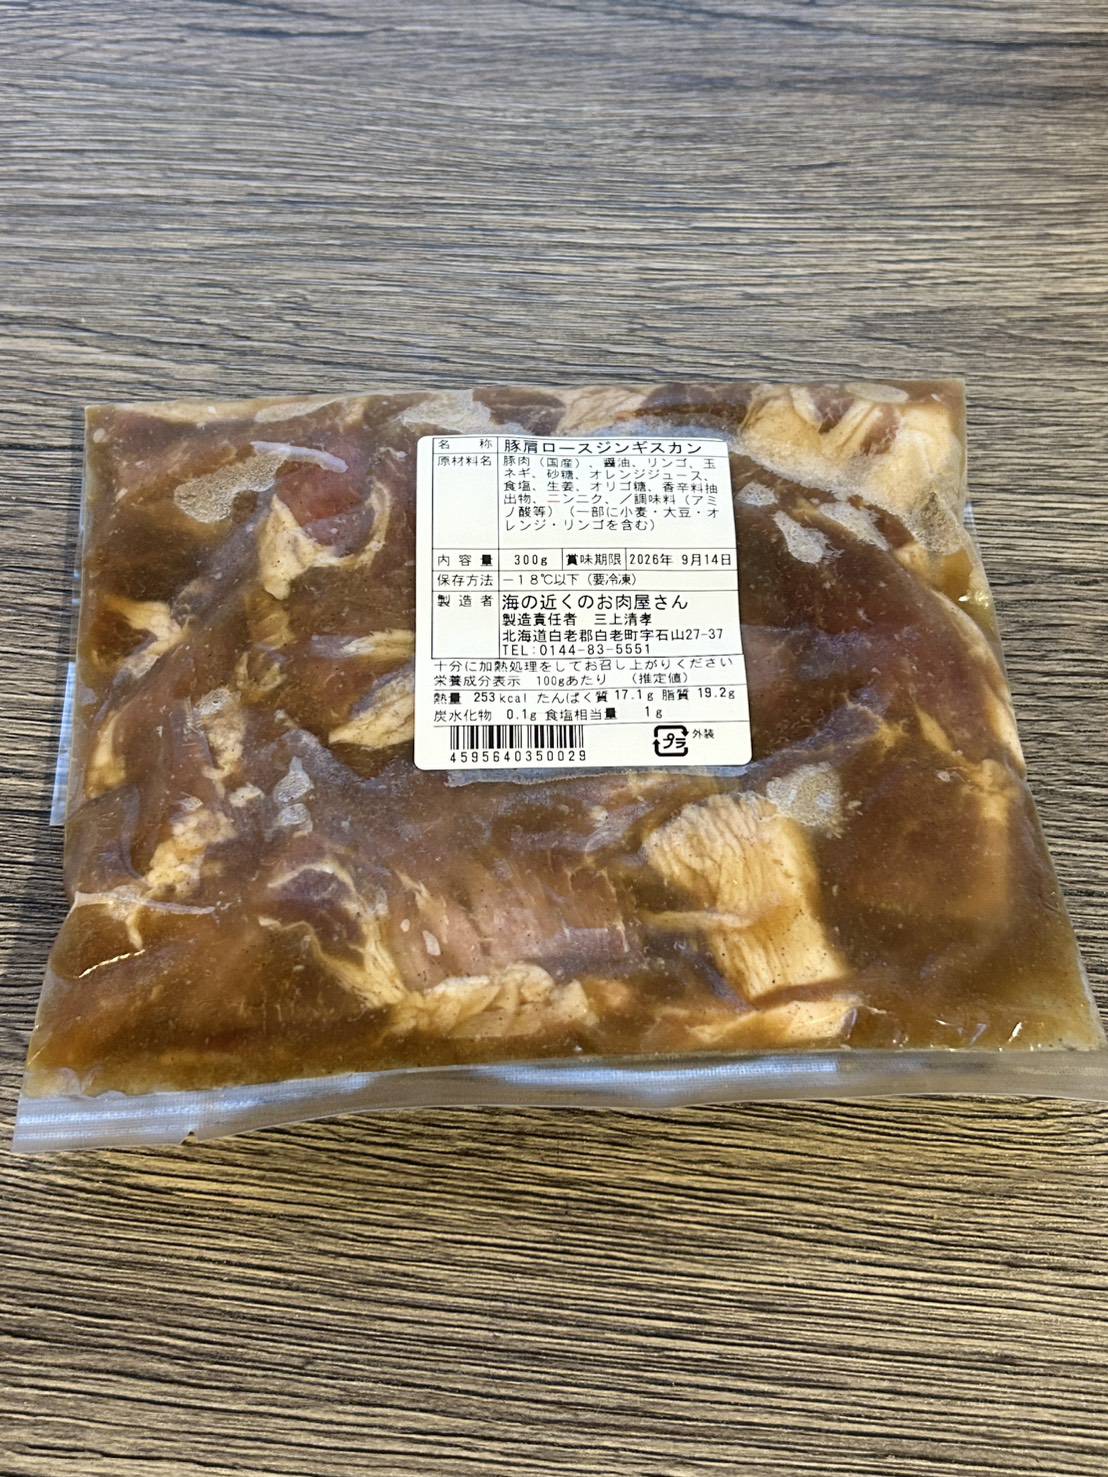 名称 豚肩ロースジンギスカン
原材料名 豚肉（国産）、醤油、リンゴ、玉
ネギ、砂糖、オレンジジュース、
食塩、生姜、オリゴ糖、香辛料抽
出物、ニンニク、／調味料（アミ
ノ酸等）（一部に小麦・大豆・オ
レンジ・リンゴを含む）
内容量 300g 賞味期限 2026年 9月14日
保存方法 －18℃以下（要冷凍）
製造者 海の近くのお肉屋さん
製造責任者 三上清孝
北海道白老郡白老町字石山27-37
TEL:0144-83-5551
十分に加熱処理をしてお召し上がりください
栄養成分表示 100gあたり （推定値）
熱量 253kcal たんぱく質 17.1g 脂質 19.2g
炭水化物 0.1g 食塩相当量 1g
プラ 外装
4595640350029